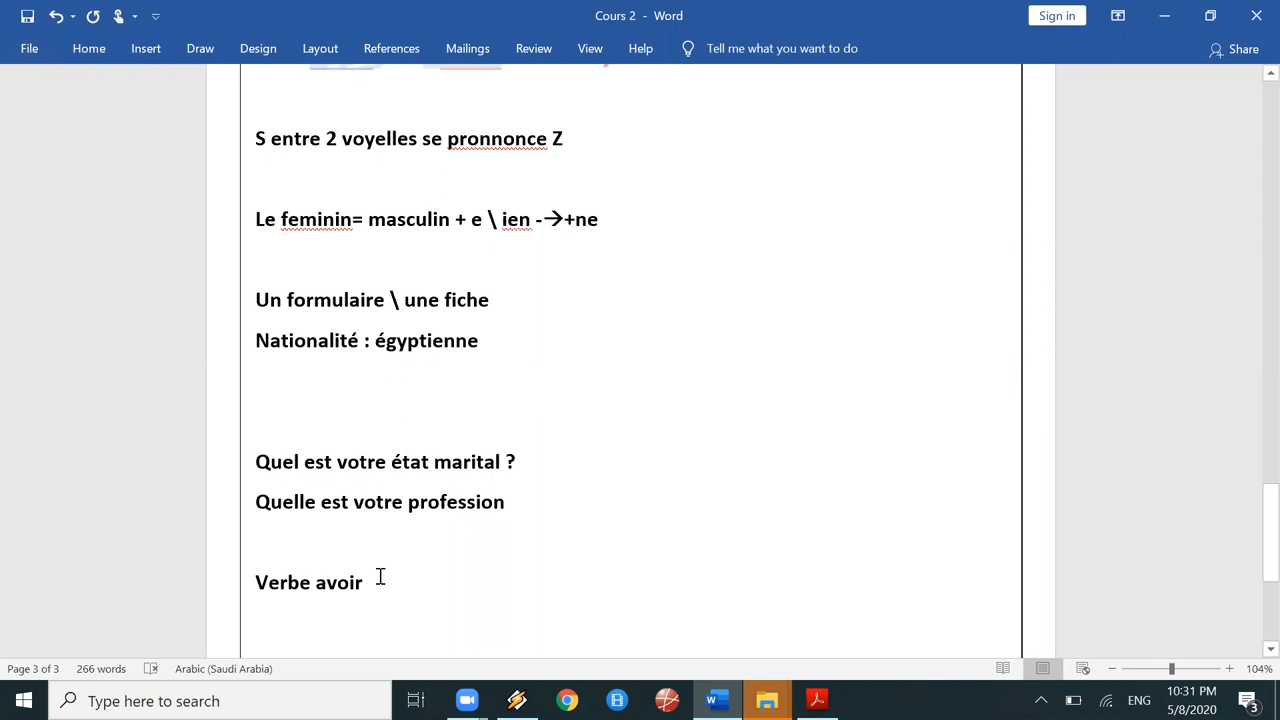 Cours 2 - Word
Sign in
File Home Insert Draw Design Layout References Mailings Review View Help Tell me what you want to do Share
S entre 2 voyelles se pronnonce Z
Le feminin= masculin + e \ ien -→+ne
Un formulaire \ une fiche
Nationalité : égyptienne
Quel est votre état marital ?
Quelle est votre profession
Verbe avoir
Page 3 of 3 266 words Arabic (Saudi Arabia) 104%
Type here to search
ENG
10:31 PM
5/8/2020
3